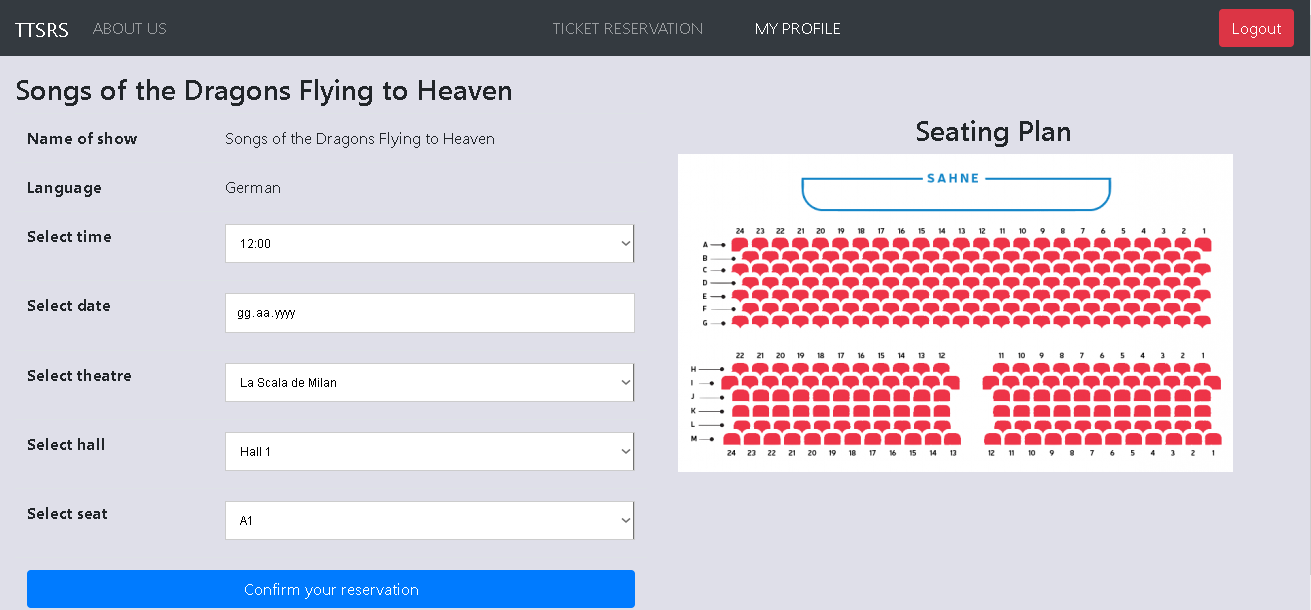 TTSRS ABOUT US TICKET RESERVATION MY PROFILE Logout
Songs of the Dragons Flying to Heaven
Name of show Songs of the Dragons Flying to Heaven
Language German
Select time 12:00
Select date gg.aa.yyyy
Select theatre La Scala de Milan
Select hall Hall 1
Select seat A1
Confirm your reservation
Seating Plan
SAHNE
24 23 22 21 20 19 18 17 16 15 14 13 12 11 10 9 8 7 6 5 4 3 2 1
A
B
C
D
E
F
G
22 21 20 19 18 17 16 15 14 13 12 11 10 9 8 7 6 5 4 3 2 1
H
I
J
K
L
M
24 23 22 21 20 19 18 17 16 15 14 13 12 11 10 9 8 7 6 5 4 3 2 1